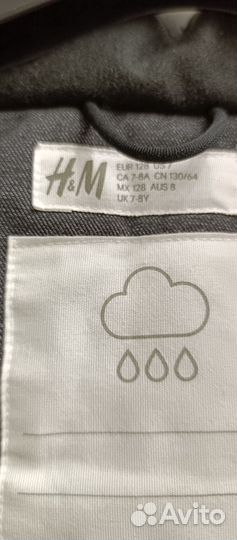 H&M
EUR 128 US 7
CA 7-8A CN 130/64
MX 128 AUS 8
UK 7-8Y
Avito